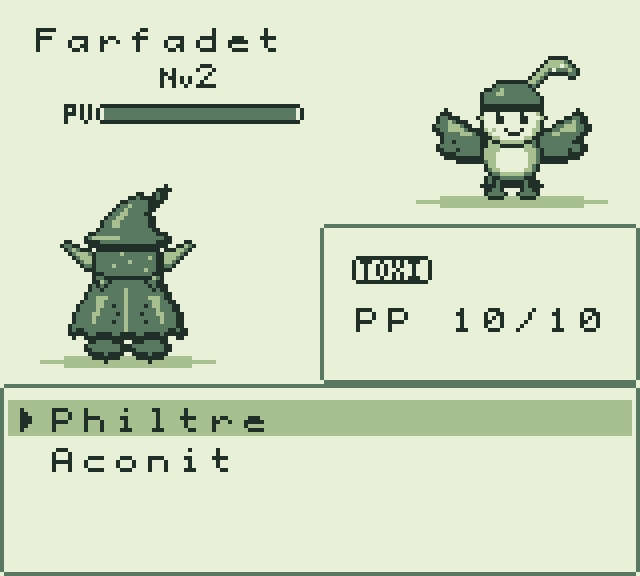 Farfadet
Nv2
PV
TOXI
PP 10/10
Philtre
Aconit